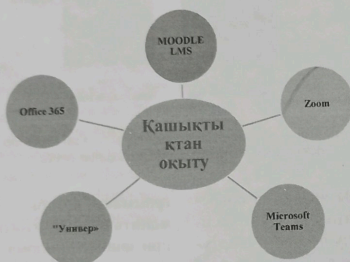 MOODLE
LMS
Office 365
Zoom
Қашықты
қтан
оқыту
"Универ»
Microsoft
Teams